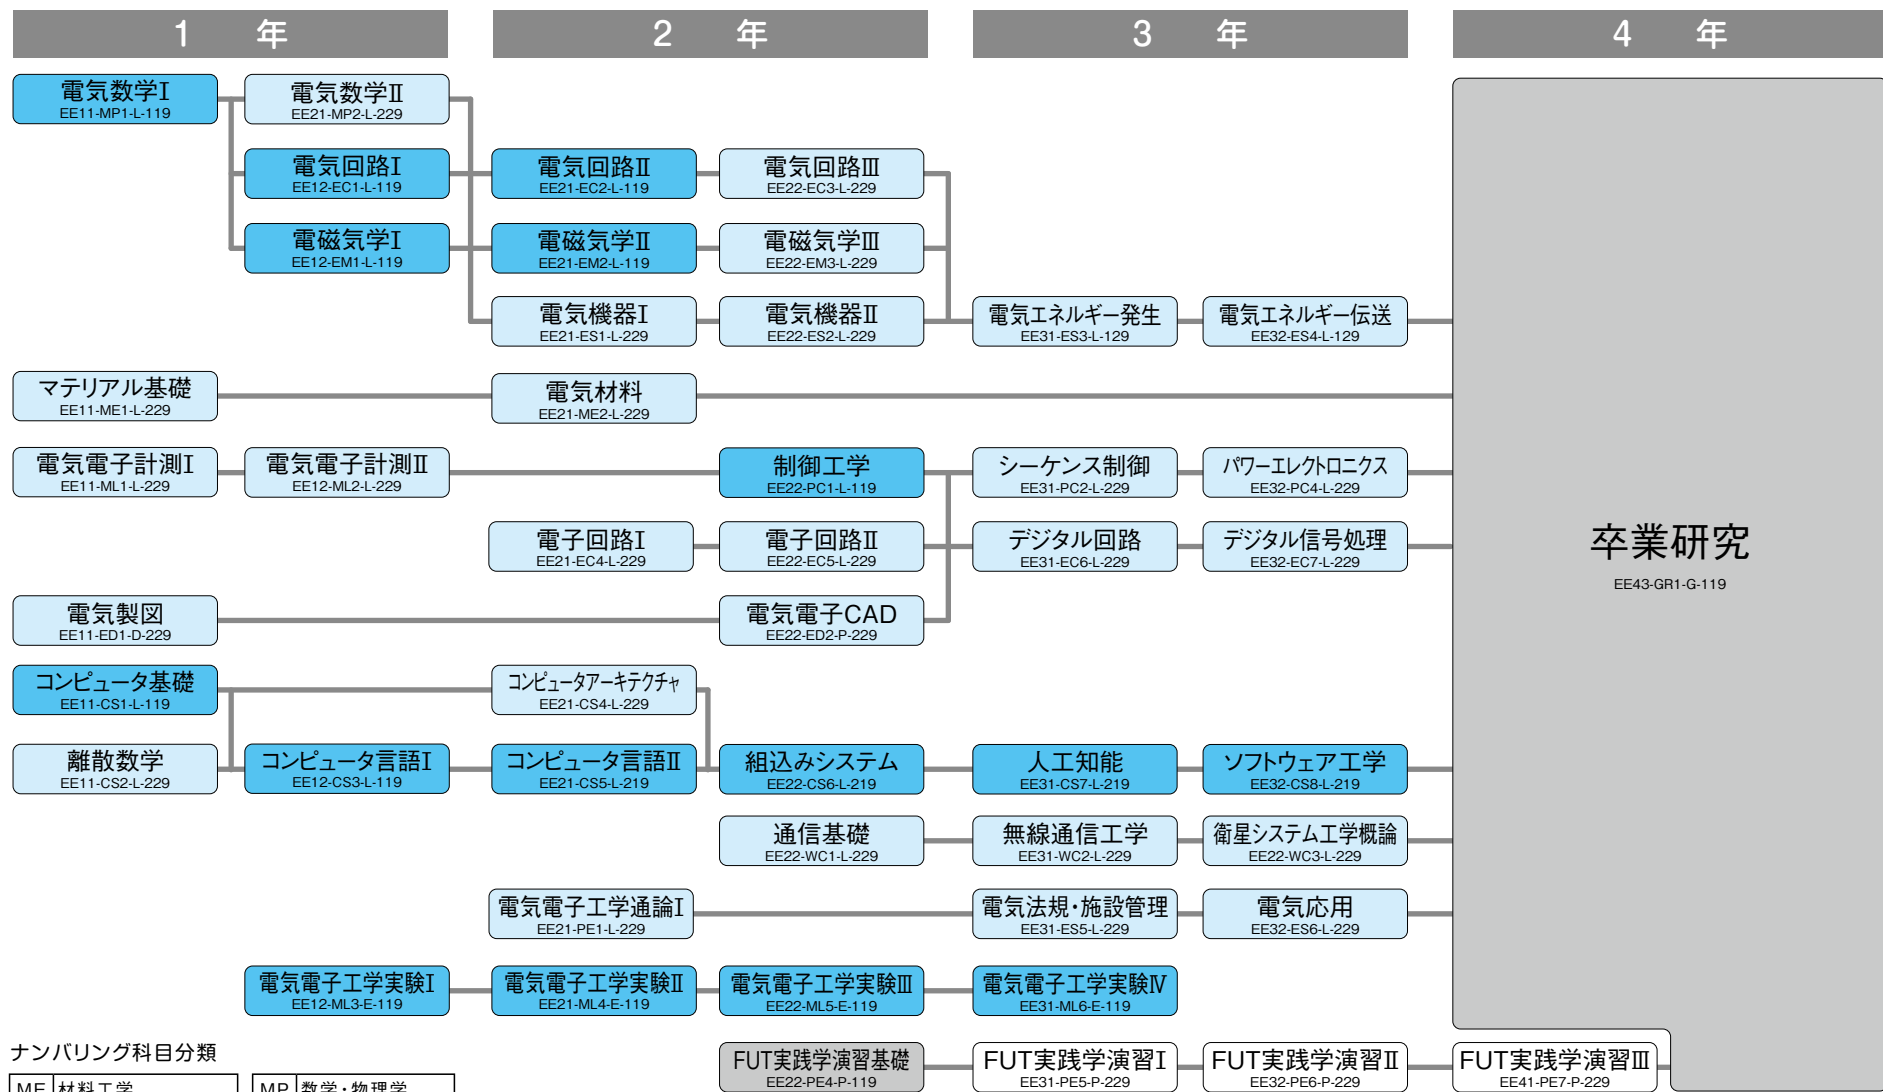 1 年 2 年 3 年 4 年
電気数学Ⅰ 電気数学Ⅱ
EE11-MP1-L-119 EE21-MP2-L-229
電気回路Ⅰ 電気回路Ⅱ 電気回路Ⅲ
EE12-EC1-L-119 EE21-EC2-L-119 EE22-EC3-L-229
電磁気学Ⅰ 電磁気学Ⅱ 電磁気学Ⅲ
EE12-EM1-L-119 EE21-EM2-L-119 EE22-EM3-L-229
電気機器Ⅰ 電気機器Ⅱ 電気エネルギー発生 電気エネルギー伝送
EE21-ES1-L-229 EE22-ES2-L-229 EE31-ES3-L-129 EE32-ES4-L-129
マテリアル基礎 電気材料
EE11-ME1-L-229 EE21-ME2-L-229
電気電子計測Ⅰ 電気電子計測Ⅱ 制御工学 シーケンス制御 パワーエレクトロニクス
EE11-ML1-L-229 EE12-ML2-L-229 EE22-PC1-L-119 EE31-PC2-L-229 EE32-PC4-L-229
電子回路Ⅰ 電子回路Ⅱ デジタル回路 デジタル信号処理
EE21-EC4-L-229 EE22-EC5-L-229 EE31-EC6-L-229 EE32-EC7-L-229
卒業研究
EE43-GR1-G-119
電気製図 電気電子CAD
EE11-ED1-D-229 EE22-ED2-P-229
コンピュータ基礎 コンピュータアーキテクチャ
EE11-CS1-L-119 EE21-CS4-L-229
離散数学 コンピュータ言語Ⅰ コンピュータ言語Ⅱ 組込みシステム 人工知能 ソフトウェア工学
EE11-CS2-L-229 EE12-CS3-L-119 EE21-CS5-L-219 EE22-CS6-L-219 EE31-CS7-L-219 EE32-CS8-L-219
通信基礎 無線通信工学 衛星システム工学概論
EE22-WC1-L-229 EE31-WC2-L-229 EE22-WC3-L-229
電気電子工学通論Ⅰ 電気法規・施設管理 電気応用
EE21-PE1-L-229 EE31-ES5-L-229 EE32-ES6-L-229
電気電子工学実験Ⅰ 電気電子工学実験Ⅱ 電気電子工学実験Ⅲ 電気電子工学実験Ⅳ
EE12-ML3-E-119 EE21-ML4-E-119 EE22-ML5-E-119 EE31-ML6-E-119
ナンバリング科目分類
FUT実践学演習基礎 FUT実践学演習Ⅰ FUT実践学演習Ⅱ FUT実践学演習Ⅲ
EE22-PE4-P-119 EE31-PE5-P-229 EE32-PE6-P-229 EE41-PE7-P-229
ME 材料工学 MP 数学・物理学